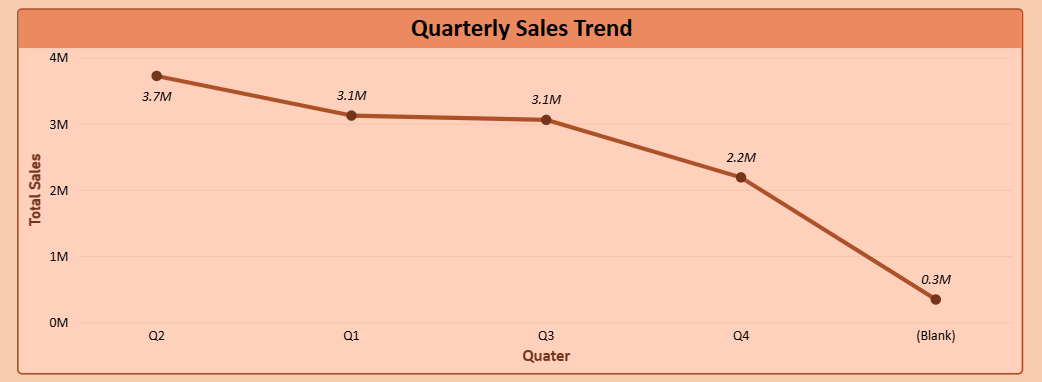 Quarterly Sales Trend
4M
3M
2M
1M
0M
Total Sales
3.7M
3.1M
3.1M
2.2M
0.3M
Q2 Q1 Q3 Q4 (Blank)
Quater